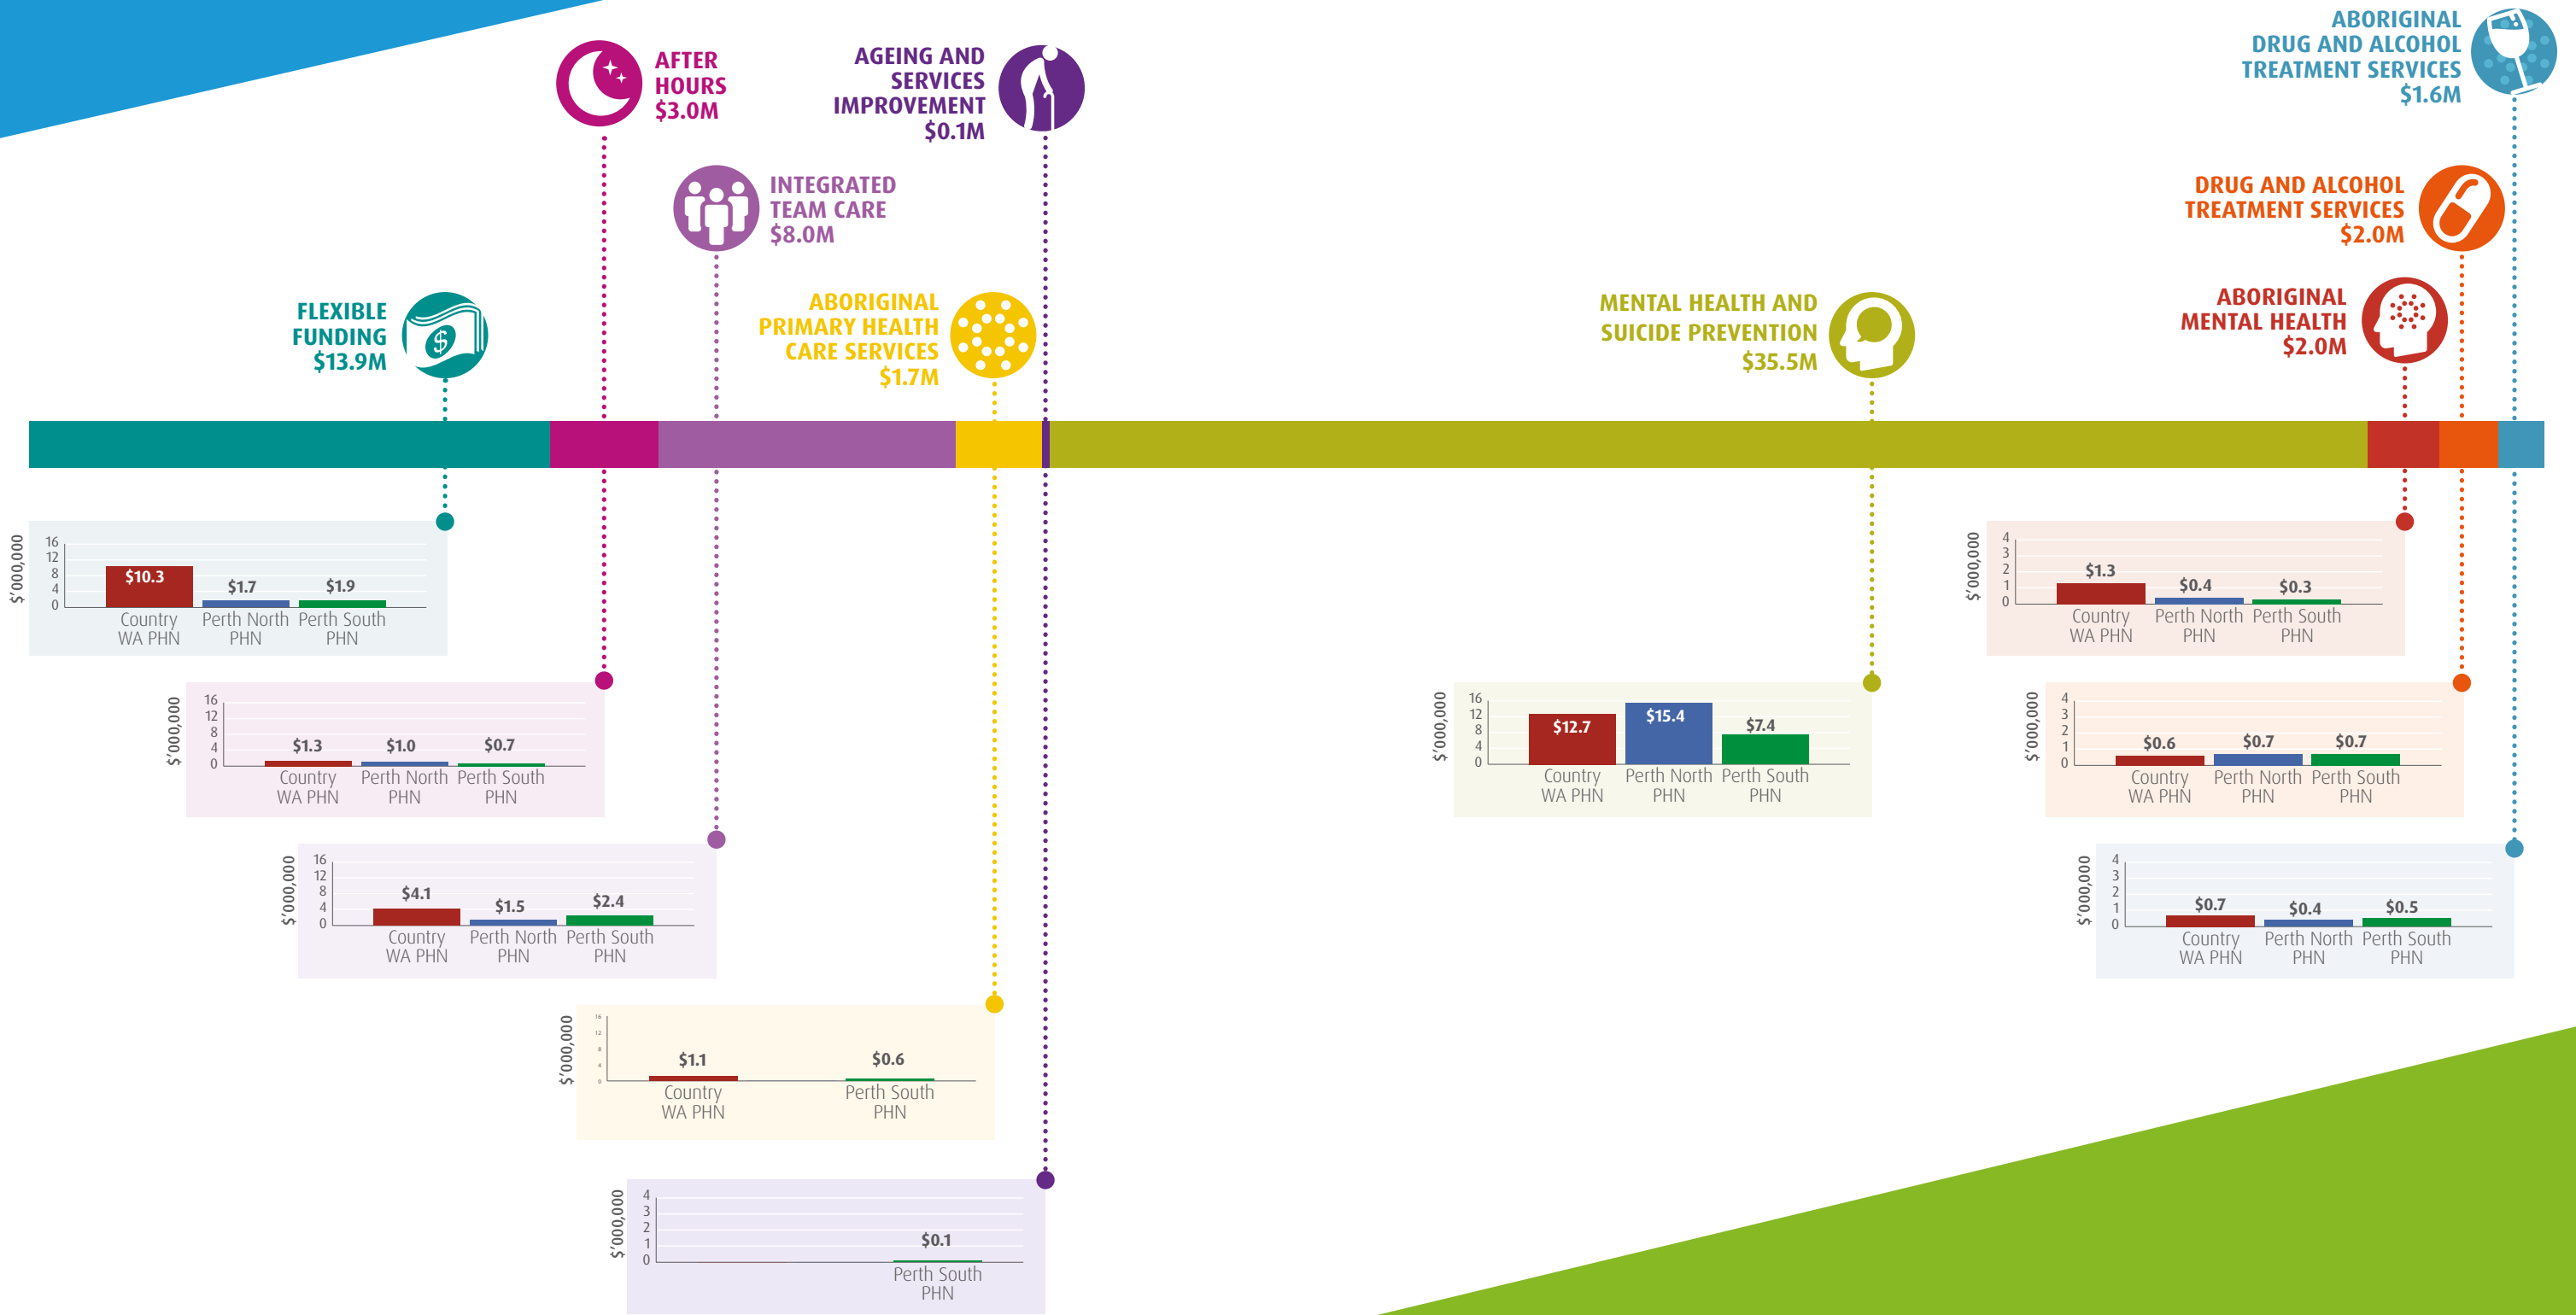 AFTER
HOURS
$3.0M
AGEING AND
SERVICES
IMPROVEMENT
$0.1M
ABORIGINAL
DRUG AND ALCOHOL
TREATMENT SERVICES
$1.6M
INTEGRATED
TEAM CARE
$8.0M
DRUG AND ALCOHOL
TREATMENT SERVICES
$2.0M
FLEXIBLE
FUNDING
$13.9M
$
ABORIGINAL
PRIMARY HEALTH
CARE SERVICES
$1.7M
MENTAL HEALTH AND
SUICIDE PREVENTION
$35.5M
ABORIGINAL
MENTAL HEALTH
$2.0M
$'000,000
16
12
8
4
0
$10.3
$1.7
$1.9
Country
WA PHN
Perth North
PHN
Perth South
PHN
$'000,000
4
3
2
1
0
$1.3
$0.4
$0.3
Country
WA PHN
Perth North
PHN
Perth South
PHN
$'000,000
16
12
8
4
0
$1.3
$1.0
$0.7
Country
WA PHN
Perth North
PHN
Perth South
PHN
$'000,000
16
12
8
4
0
$12.7
$15.4
$7.4
Country
WA PHN
Perth North
PHN
Perth South
PHN
$'000,000
4
3
2
1
0
$0.6
$0.7
$0.7
Country
WA PHN
Perth North
PHN
Perth South
PHN
$'000,000
16
12
8
4
0
$4.1
$1.5
$2.4
Country
WA PHN
Perth North
PHN
Perth South
PHN
$'000,000
4
3
2
1
0
$0.7
$0.4
$0.5
Country
WA PHN
Perth North
PHN
Perth South
PHN
$'000,000
16
12
8
4
0
$1.1
$0.6
Country
WA PHN
Perth South
PHN
$'000,000
4
3
2
1
0
$0.1
Perth South
PHN